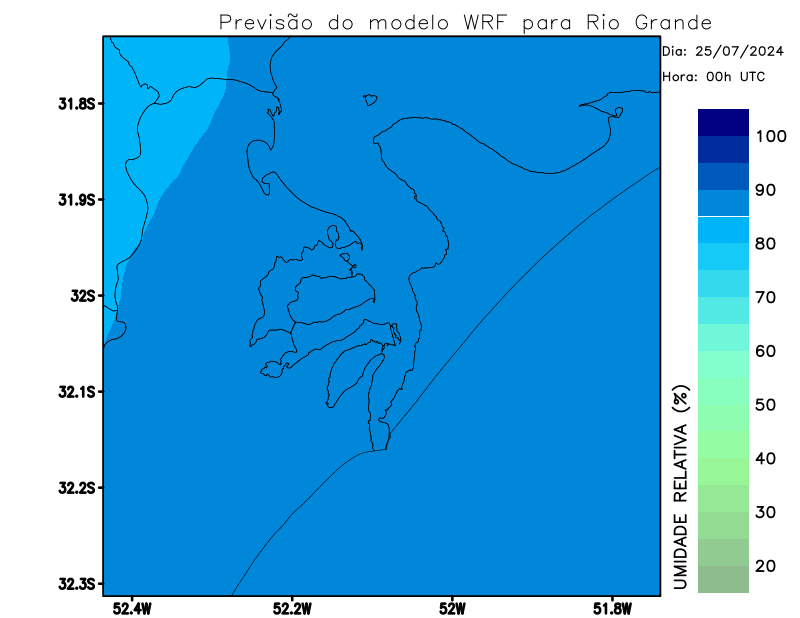 Previsão do modelo WRF para Rio Grande
Dia: 25/07/2024
Hora: 00h UTC
31.8S
31.9S
32S
32.1S
32.2S
32.3S
52.4W
52.2W
52W
51.8W
100
90
80
70
60
50
40
30
20
UMIDADE RELATIVA (%)